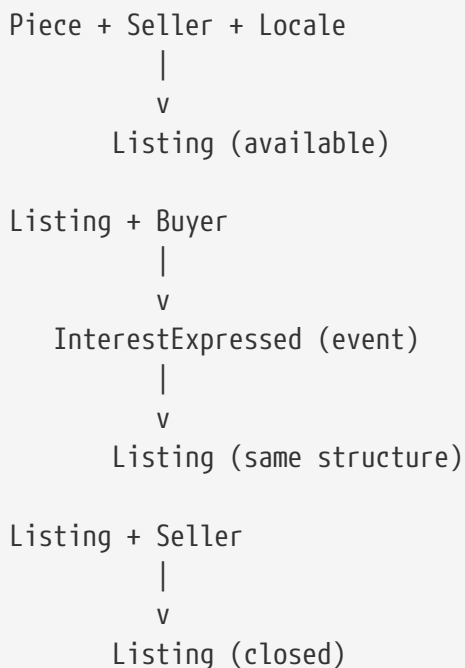 Piece + Seller + Locale
|
v
Listing (available)
Listing + Buyer
|
v
InterestExpressed (event)
|
v
Listing (same structure)
Listing + Seller
|
v
Listing (closed)